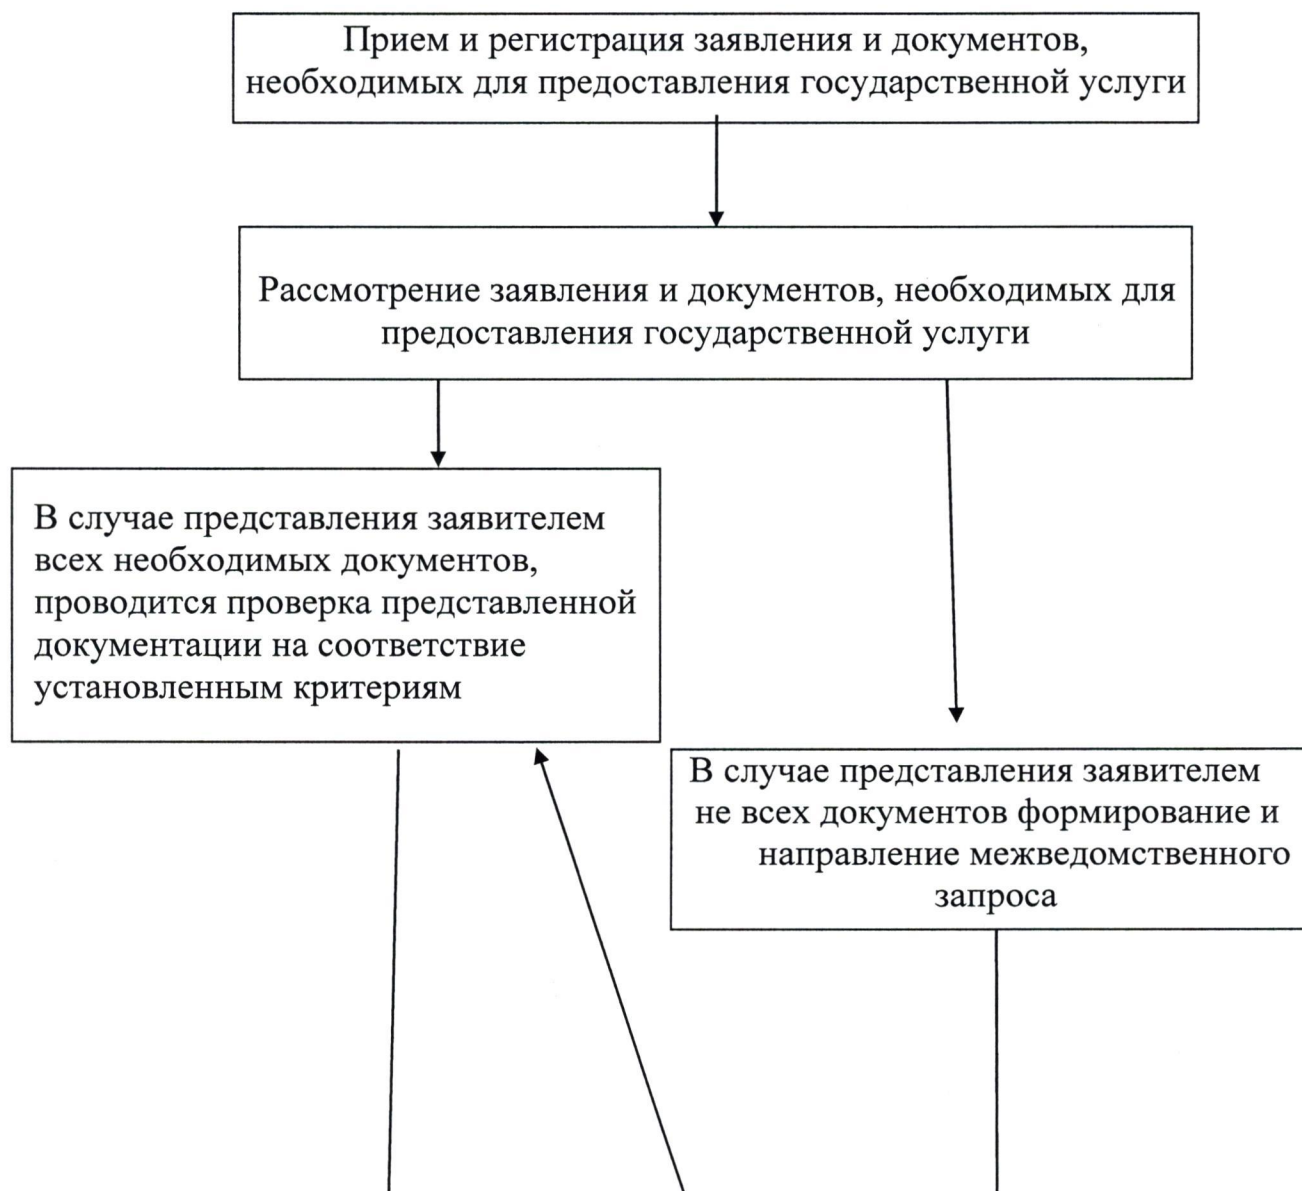 Прием и регистрация заявления и документов,
необходимых для предоставления государственной услуги
Рассмотрение заявления и документов, необходимых для
предоставления государственной услуги
В случае представления заявителем
всех необходимых документов,
проводится проверка представленной
документации на соответствие
установленным критериям
В случае представления заявителем
не всех документов формирование и
направление межведомственного
запроса